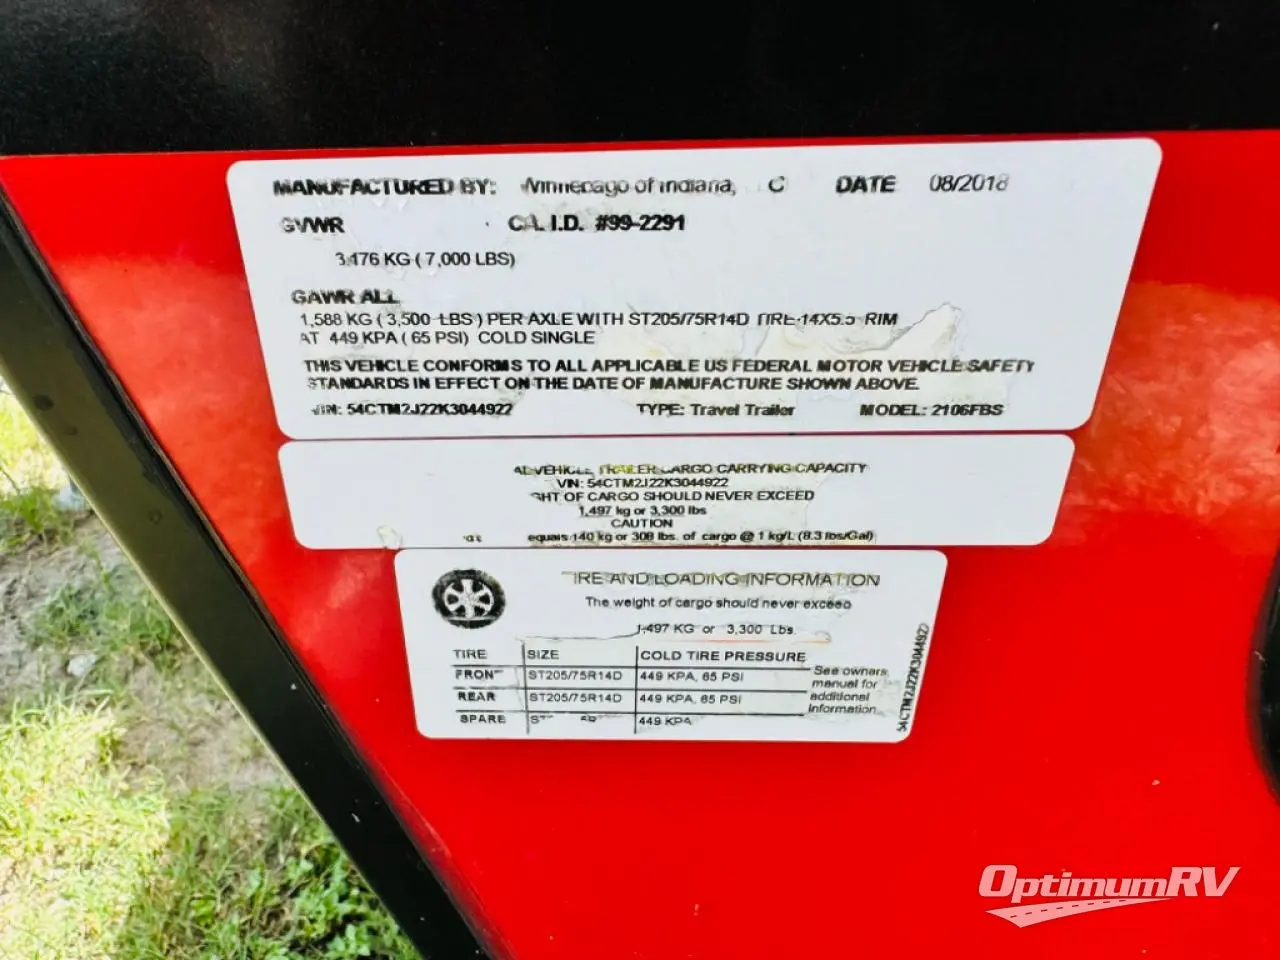 MANUFACTURED BY: Winnebago of Indiana, C DATE 08/2018
GVWR CA. I.D. #99-2291
3,176 KG ( 7,000 LBS)
GAWR ALL
1,588 KG ( 3,500 LBS ) PER AXLE WITH ST205/75R14D TIRE-14X5.5 RIM
AT 449 KPA ( 65 PSI) COLD SINGLE
THIS VEHICLE CONFORMS TO ALL APPLICABLE US FEDERAL MOTOR VEHICLE SAFETY
STANDARDS IN EFFECT ON THE DATE OF MANUFACTURE SHOWN ABOVE.
VIN: 54CTM2J22K3044922 TYPE: Travel Trailer MODEL: 2106FBS
VEHICLE TRAILER CARGO CARRYING CAPACITY
VIN: 54CTM2J22K3044922
GHT OF CARGO SHOULD NEVER EXCEED
1,497 kg or 3,300 lbs
CAUTION
equals 140 kg or 308 lbs. of cargo @ 1 kg/L (8.3 lbs/Gal)
TIRE AND LOADING INFORMATION
The weight of cargo should never exceed
1,497 KG or 3,300 Lbs.
TIRE SIZE COLD TIRE PRESSURE
FRONT ST205/75R14D 449 KPA, 65 PSI
REAR ST205/75R14D 449 KPA, 65 PSI
SPARE 449 KPA
See owners
manual for
additional
information
54CTM2J22K3044922
OptimumRV